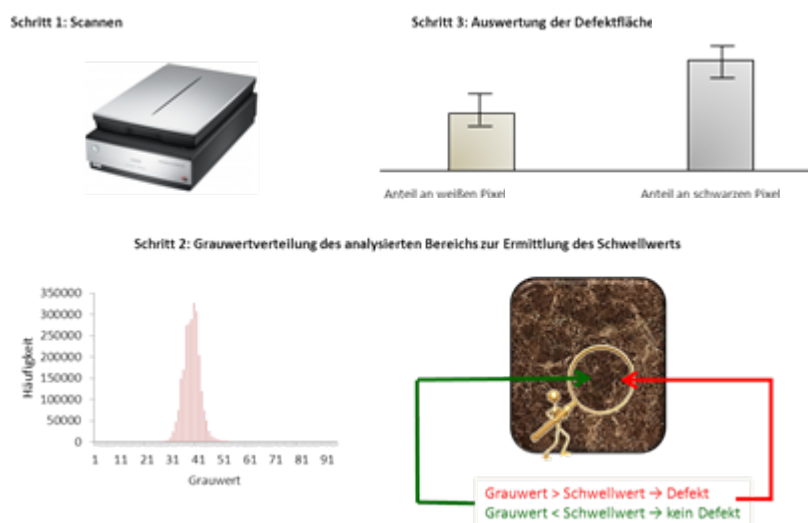 Schritt 1: Scannen
Schritt 3: Auswertung der Defektfläche
Anteil an weißen Pixel
Anteil an schwarzen Pixel
Schritt 2: Grauwertverteilung des analysierten Bereichs zur Ermittlung des Schwellwerts
350000
300000
250000
200000
150000
100000
50000
0
Häufigkeit
1 11 21 31 41 51 61 71 81 91
Grauwert
Grauwert > Schwellwert → Defekt
Grauwert < Schwellwert → kein Defekt